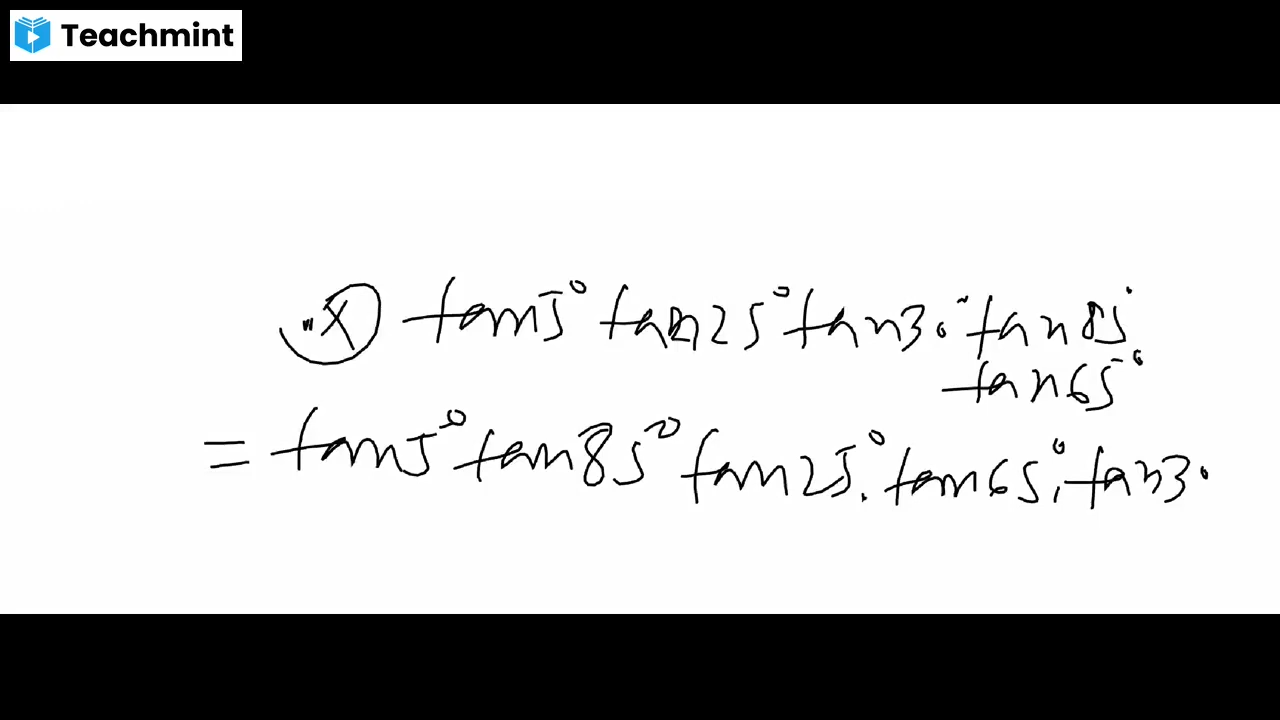 Teachmint
x) tan5° tan25° tan30° tan85°
tan65°
= tan5° tan85° tan25°. tan65°. tan30